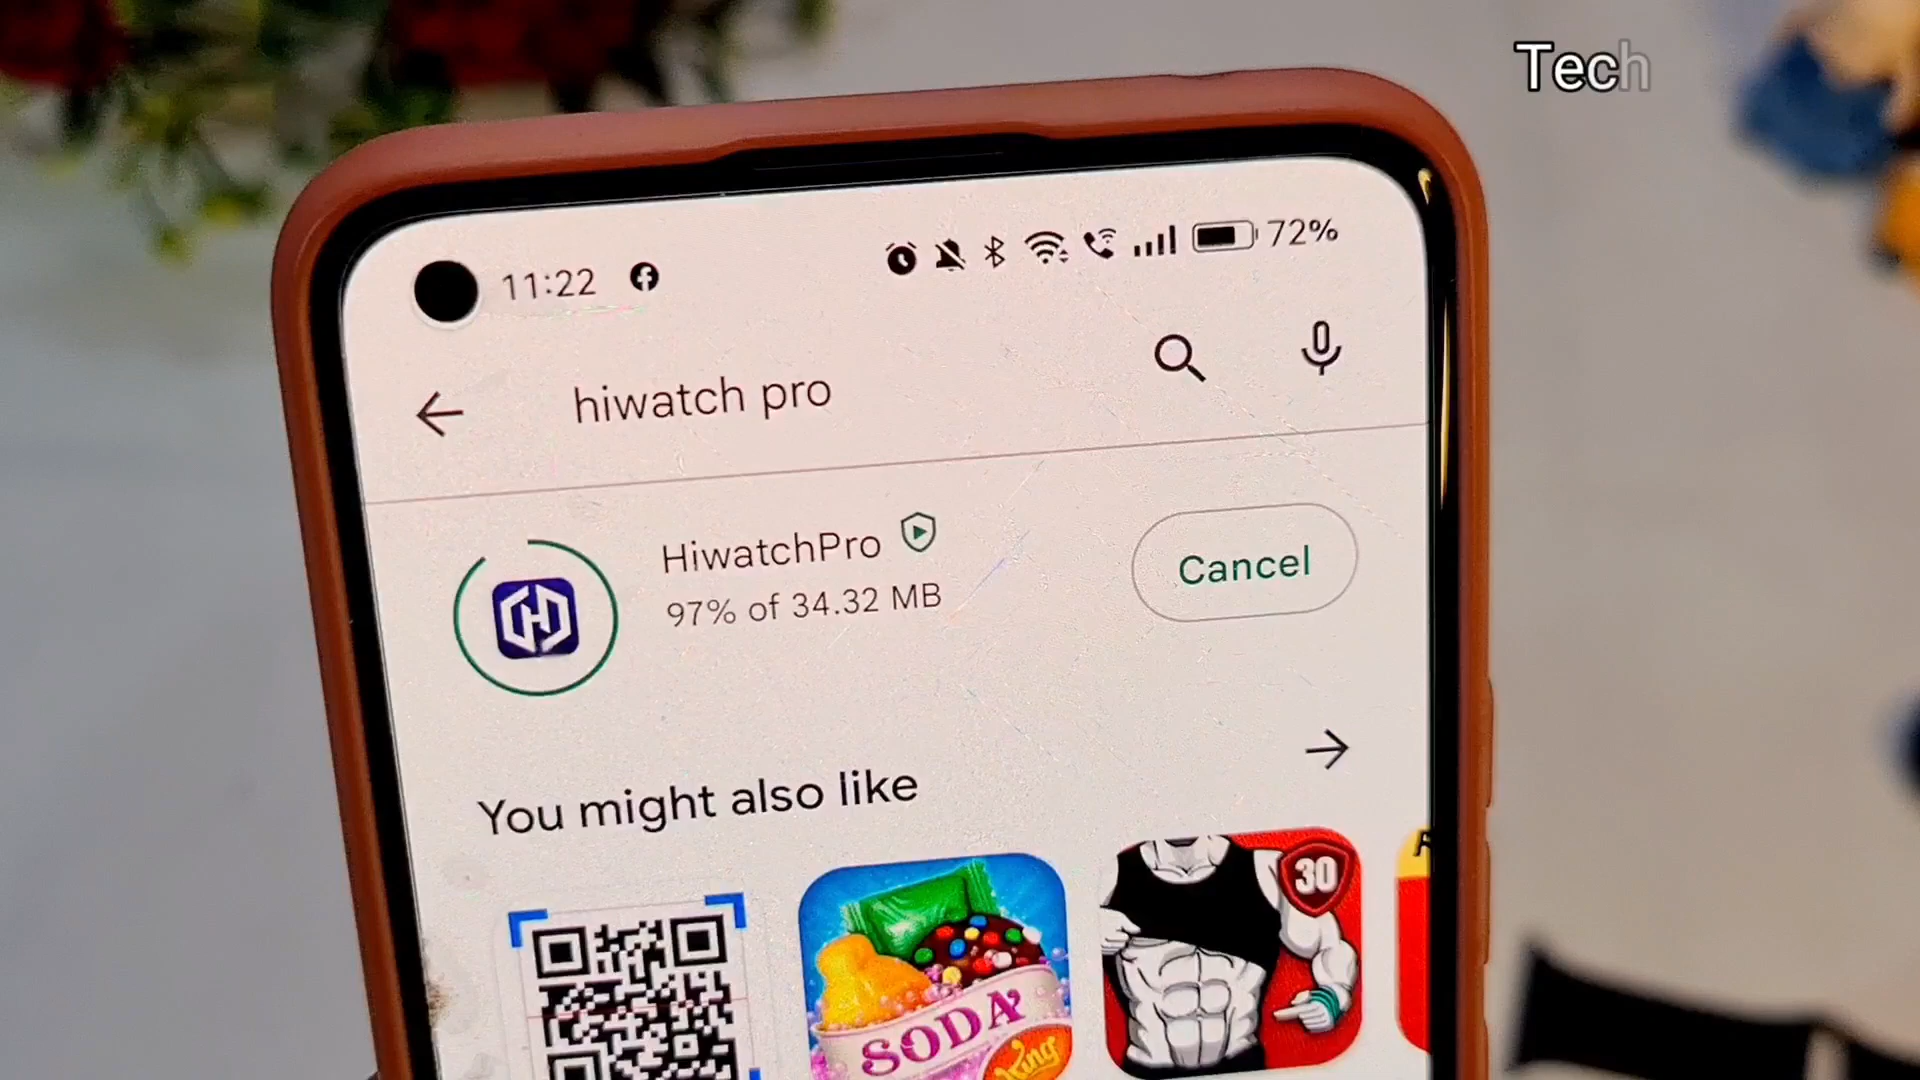 Tech
11:22
72%
hiwatch pro
HiwatchPro
97% of 34.32 MB
Cancel
You might also like
30
SODA
King